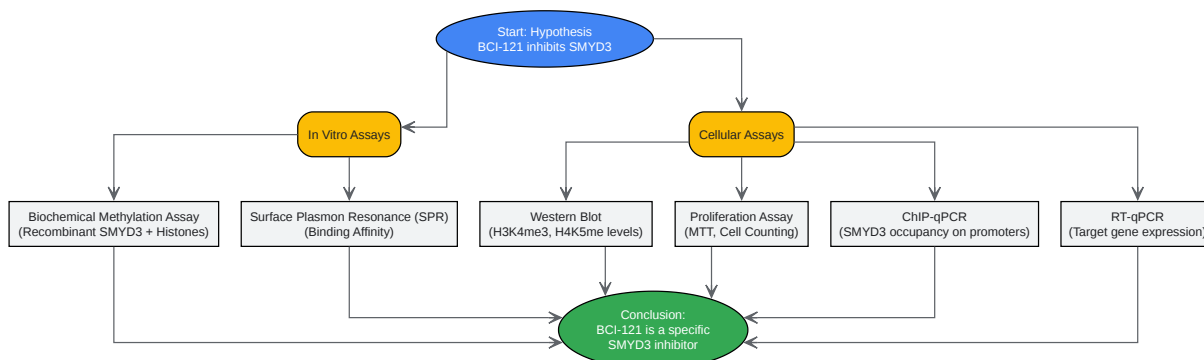 Start: Hypothesis
BCI-121 inhibits SMYD3
In Vitro Assays
Cellular Assays
Biochemical Methylation Assay
(Recombinant SMYD3 + Histones)
Surface Plasmon Resonance (SPR)
(Binding Affinity)
Western Blot
(H3K4me3, H4K5me levels)
Proliferation Assay
(MTT, Cell Counting)
ChIP-qPCR
(SMYD3 occupancy on promoters)
RT-qPCR
(Target gene expression)
Conclusion:
BCI-121 is a specific
SMYD3 inhibitor